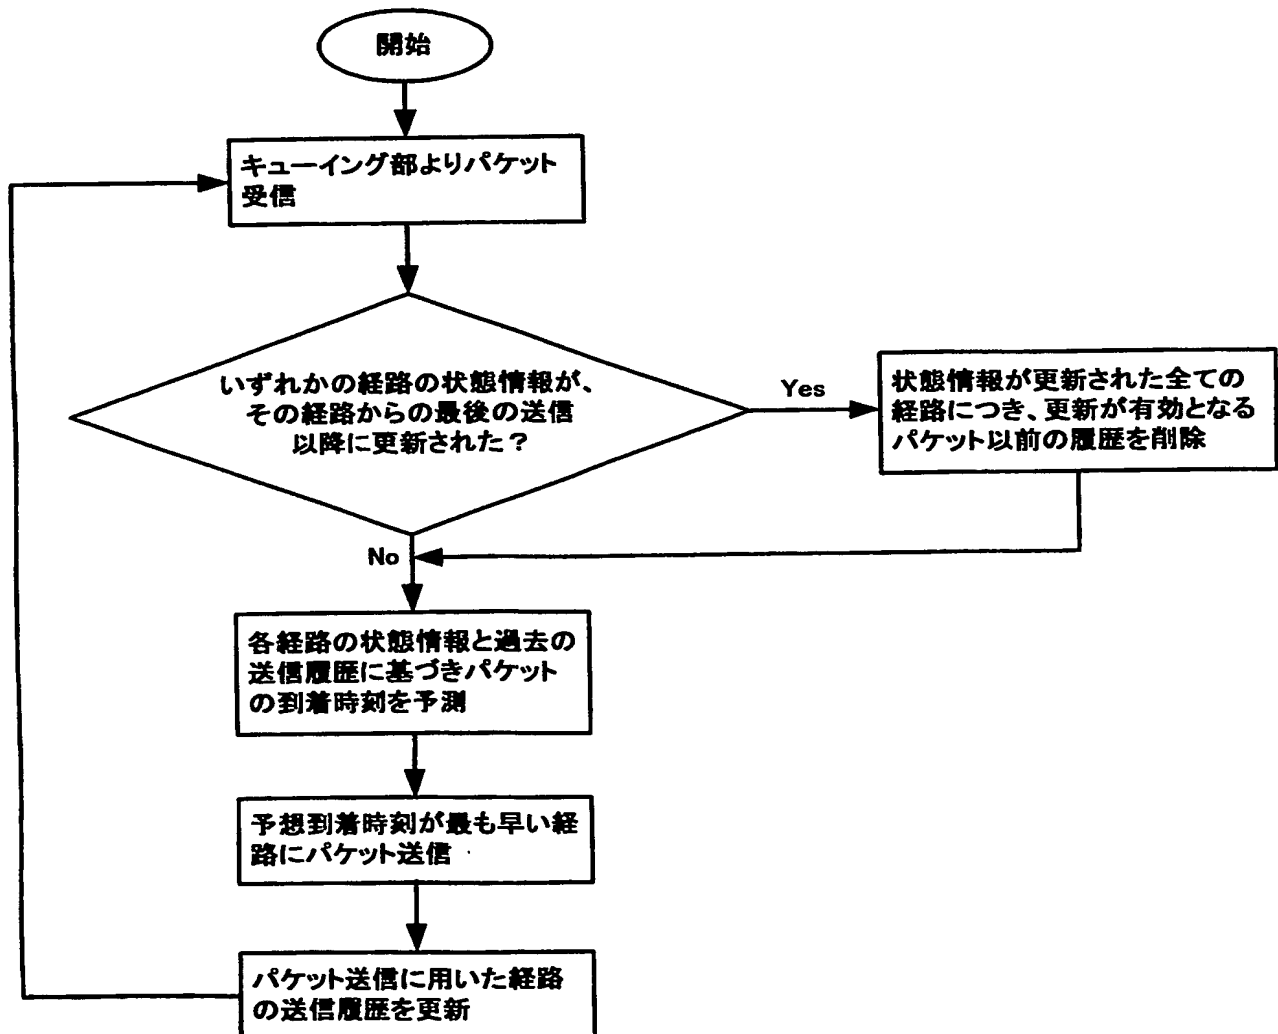 開始
キューイング部よりパケット
受信
いずれかの経路の状態情報が、
その経路からの最後の送信
以降に更新された?
Yes
状態情報が更新された全ての
経路につき、更新が有効となる
パケット以前の履歴を削除
No
各経路の状態情報と過去の
送信履歴に基づきパケット
の到着時刻を予測
予想到着時刻が最も早い経
路にパケット送信
パケット送信に用いた経路
の送信履歴を更新